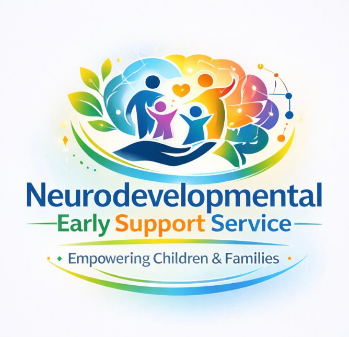 Neurodevelopmental
Early Support Service
Empowering Children & Families